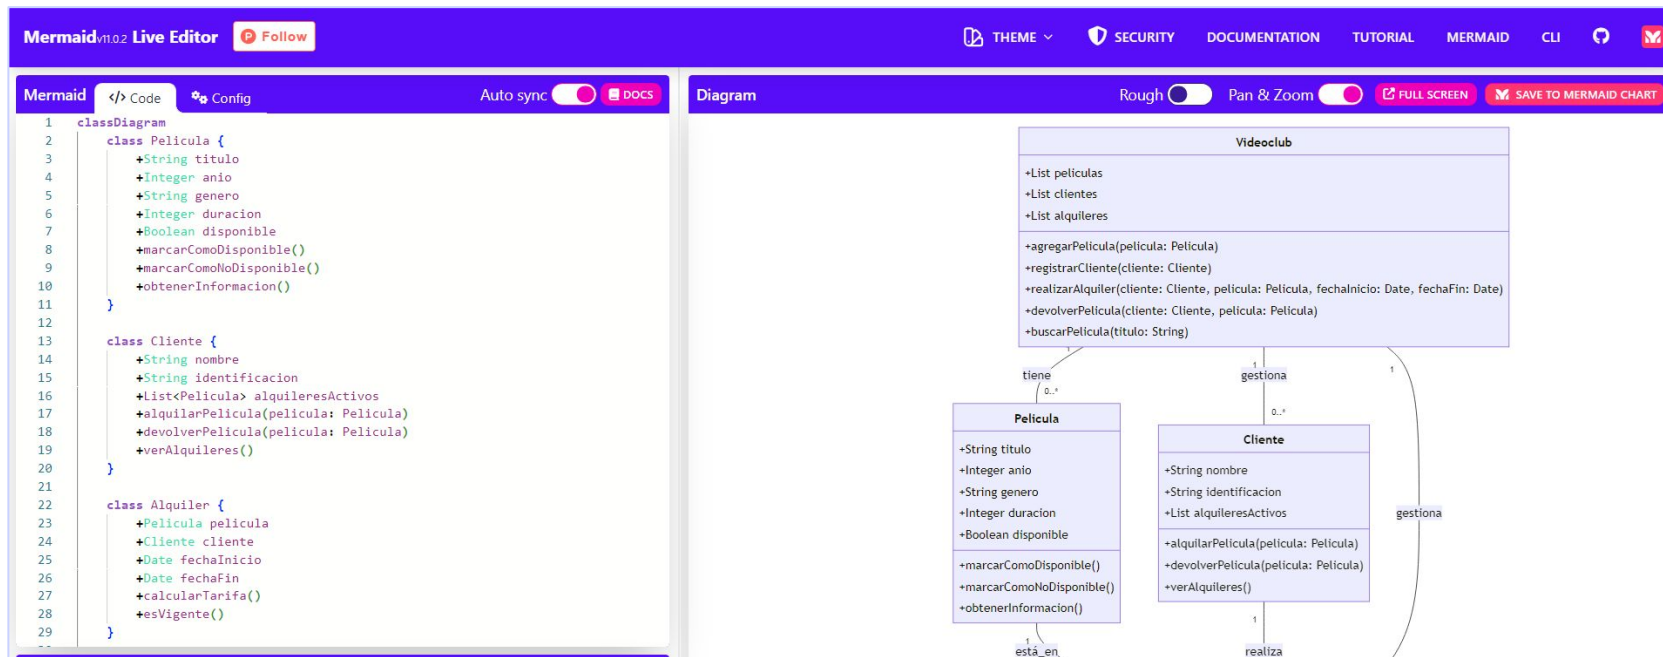 Mermaid v11.0.2 Live Editor
Follow
THEME
SECURITY
DOCUMENTATION
TUTORIAL
MERMAID
CLI
Mermaid
</> Code
Config
Auto sync
DOCS
1 classDiagram
2 class Pelicula {
3 +String titulo
4 +Integer anio
5 +String genero
6 +Integer duracion
7 +Boolean disponible
8 +marcarComoDisponible()
9 +marcarComoNoDisponible()
10 +obtenerInformacion()
11 }
12
13 class Cliente {
14 +String nombre
15 +String identificacion
16 +List<Pelicula> alquileresActivos
17 +alquilarPelicula(pelicula: Pelicula)
18 +devolverPelicula(pelicula: Pelicula)
19 +verAlquileres()
20 }
21
22 class Alquiler {
23 +Pelicula pelicula
24 +Cliente cliente
25 +Date fechaInicio
26 +Date fechaFin
27 +calcularTarifa()
28 +esVigente()
29 }
Diagram
Rough
Pan & Zoom
FULL SCREEN
SAVE TO MERMAID CHART
Videoclub
+List peliculas
+List clientes
+List alquileres
+agregarPelicula(pelicula: Pelicula)
+registrarCliente(cliente: Cliente)
+realizarAlquiler(cliente: Cliente, pelicula: Pelicula, fechaInicio: Date, fechaFin: Date)
+devolverPelicula(cliente: Cliente, pelicula: Pelicula)
+buscarPelicula(titulo: String)
1
1
1
tiene
gestiona
0..*
0..*
Pelicula
+String titulo
+Integer anio
+String genero
+Integer duracion
+Boolean disponible
+marcarComoDisponible()
+marcarComoNoDisponible()
+obtenerInformacion()
Cliente
+String nombre
+String identificacion
+List alquileresActivos
+alquilarPelicula(pelicula: Pelicula)
+devolverPelicula(pelicula: Pelicula)
+verAlquileres()
gestiona
1
1
está_en
realiza